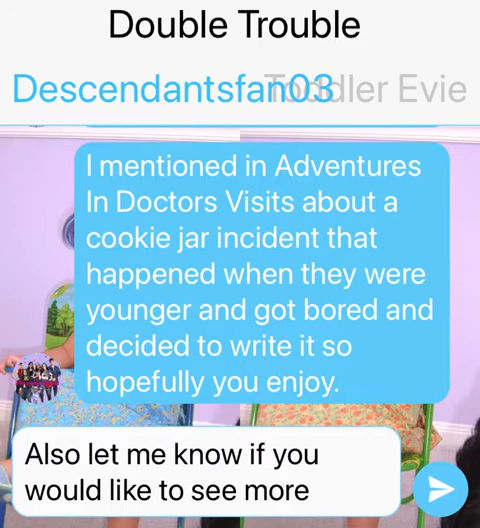 Double Trouble
Descendantsfan03 Toddler Evie
I mentioned in Adventures
In Doctors Visits about a
cookie jar incident that
happened when they were
younger and got bored and
decided to write it so
hopefully you enjoy.
Also let me know if you
would like to see more